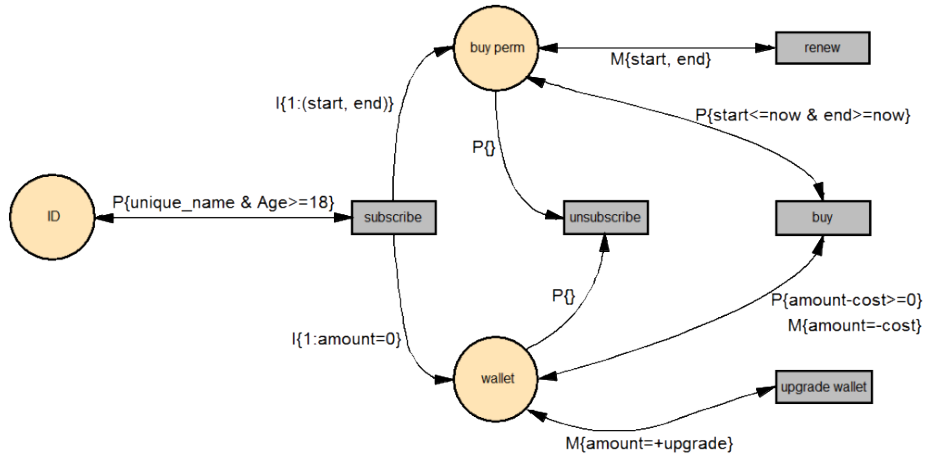 buy perm
renew
M{start, end}
I{1:(start, end)}
P{start<=now & end>=now}
P{}
P{unique_name & Age>=18}
ID
subscribe
unsubscribe
buy
P{}
P{amount-cost>=0}
M{amount=-cost}
I{1:amount=0}
wallet
upgrade wallet
M{amount=+upgrade}